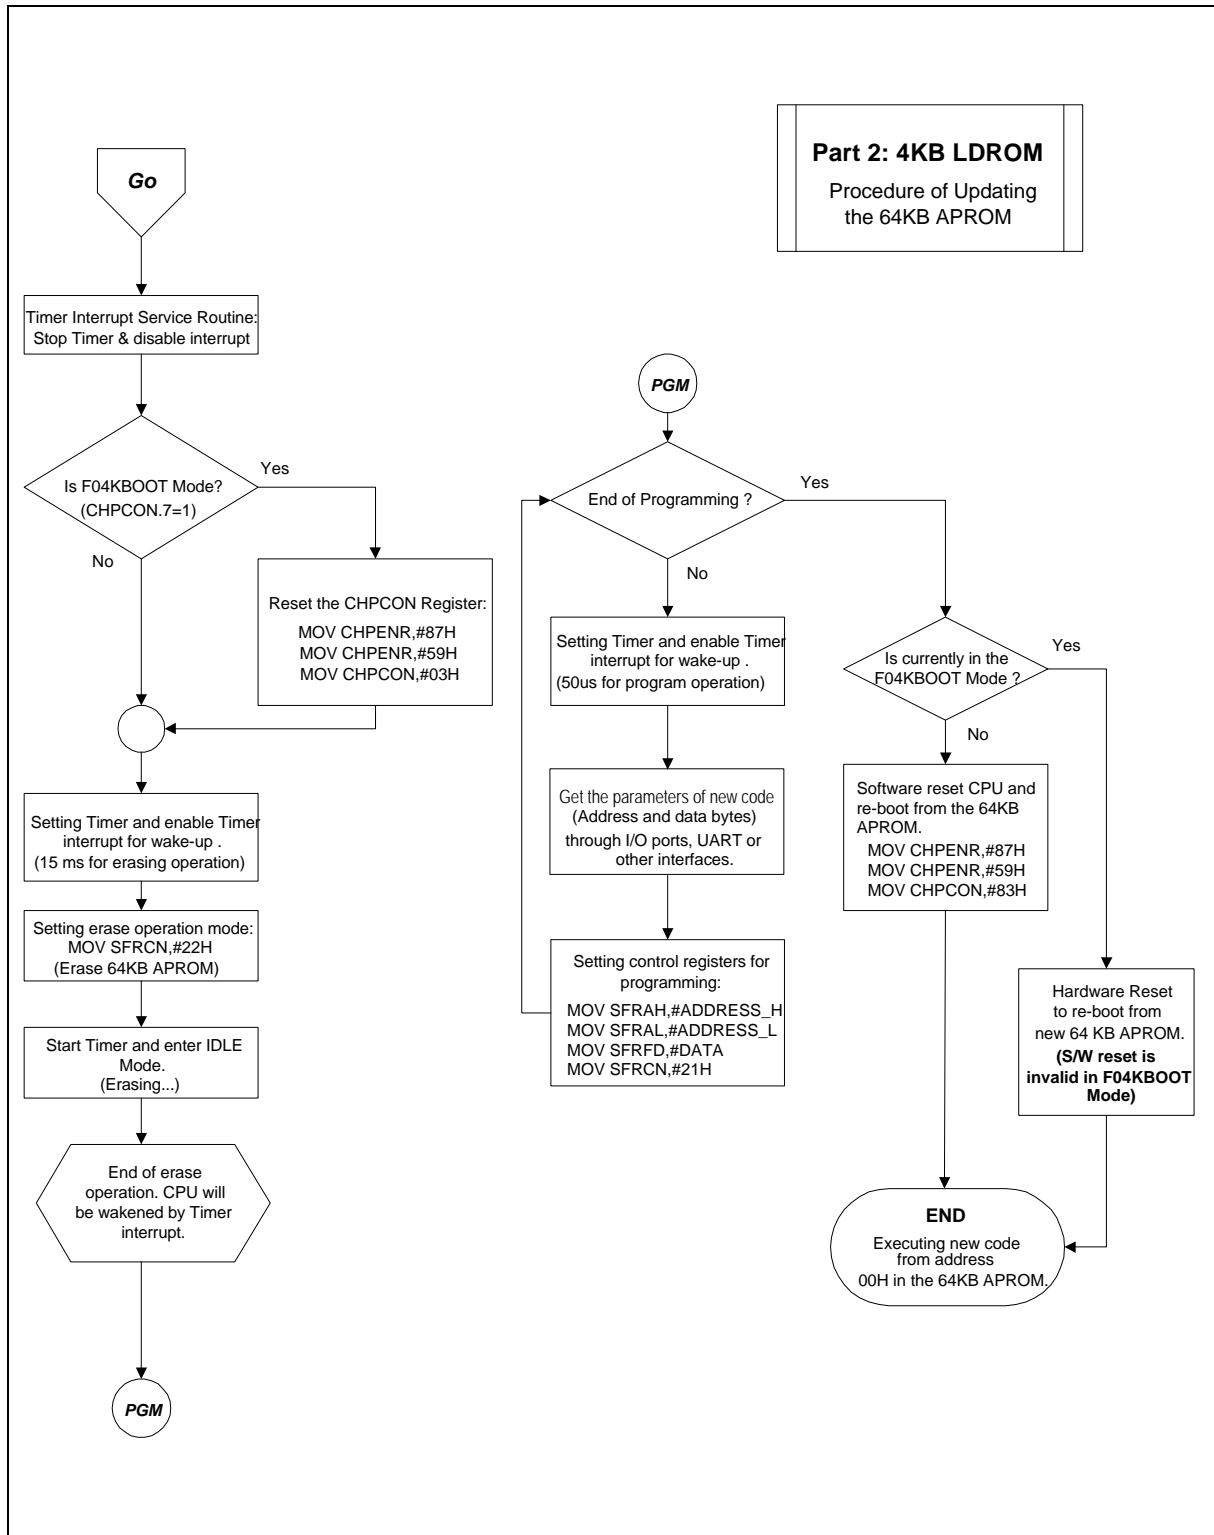 Part 2: 4KB LDROM
Procedure of Updating
the 64KB APROM
Go
Timer Interrupt Service Routine:
Stop Timer & disable interrupt
Is F04KBOOT Mode?
(CHPCON.7=1)
Yes
No
Reset the CHPCON Register:
MOV CHPENR,#87H
MOV CHPENR,#59H
MOV CHPCON,#03H
Setting Timer and enable Timer
interrupt for wake-up .
(15 ms for erasing operation)
Setting erase operation mode:
MOV SFRCN,#22H
(Erase 64KB APROM)
Start Timer and enter IDLE
Mode.
(Erasing...)
End of erase
operation. CPU will
be wakened by Timer
interrupt.
PGM
PGM
End of Programming ?
Yes
No
Setting Timer and enable Timer
interrupt for wake-up .
(50us for program operation)
Get the parameters of new code
(Address and data bytes)
through I/O ports, UART or
other interfaces.
Setting control registers for
programming:
MOV SFRAH,#ADDRESS_H
MOV SFRAL,#ADDRESS_L
MOV SFRFD,#DATA
MOV SFRCN,#21H
Is currently in the
F04KBOOT Mode ?
Yes
No
Software reset CPU and
re-boot from the 64KB
APROM.
MOV CHPENR,#87H
MOV CHPENR,#59H
MOV CHPCON,#83H
Hardware Reset
to re-boot from
new 64 KB APROM.
(S/W reset is
invalid in F04KBOOT
Mode)
END
Executing new code
from address
00H in the 64KB APROM.